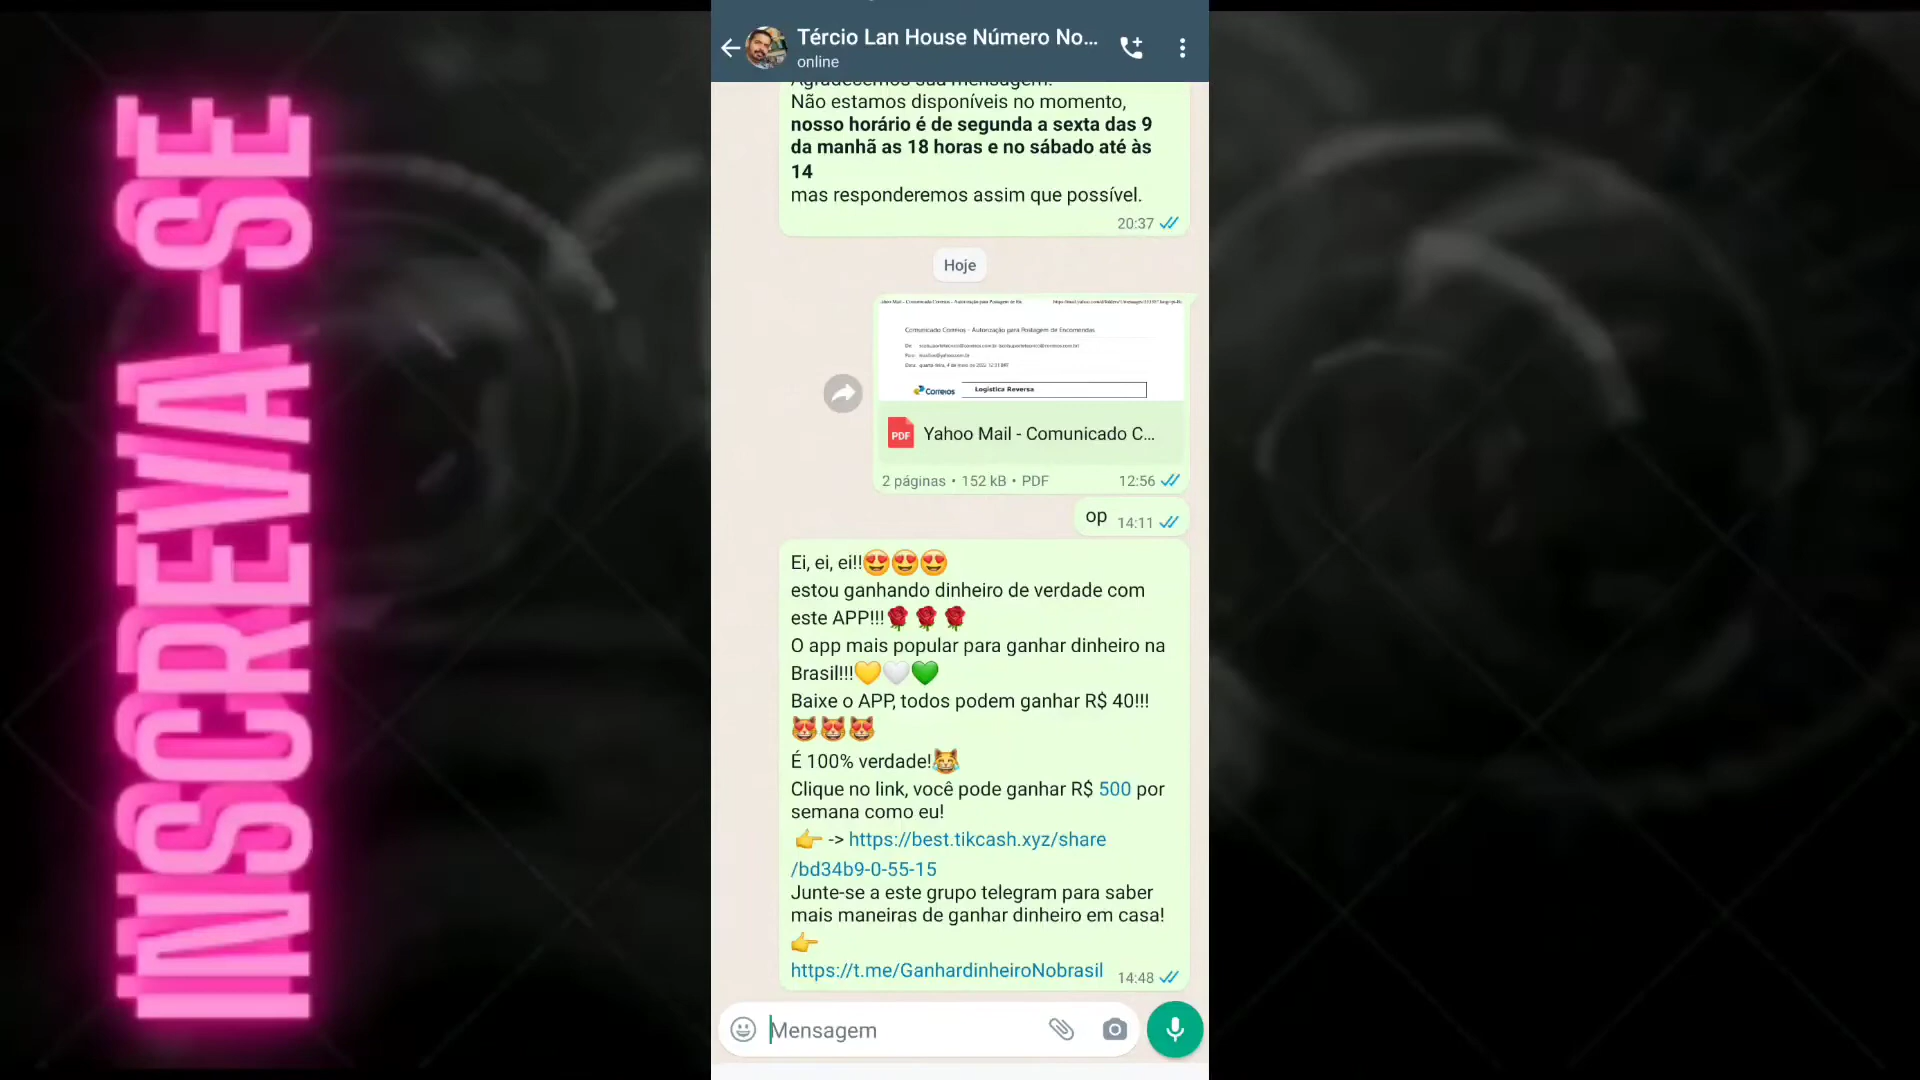 INSCREVA-SE
Tércio Lan House Número No...
online
Agradecemos sua mensagem.
Não estamos disponíveis no momento,
nosso horário é de segunda a sexta das 9
da manhã as 18 horas e no sábado até às
14
mas responderemos assim que possível.
20:37
Hoje
Comunicado Correios - Autorização para Postagem de Encomendas
Correios Logística Reversa
PDF Yahoo Mail - Comunicado C...
2 páginas • 152 kB • PDF 12:56
op 14:11
Ei, ei, ei!!😍😍😍
estou ganhando dinheiro de verdade com
este APP!!!🌹🌹🌹
O app mais popular para ganhar dinheiro na
Brasil!!!💛🤍💚
Baixe o APP, todos podem ganhar R$ 40!!!
😻😻😻
É 100% verdade!😹
Clique no link, você pode ganhar R$ 500 por
semana como eu!
👉 -> https://best.tikcash.xyz/share
/bd34b9-0-55-15
Junte-se a este grupo telegram para saber
mais maneiras de ganhar dinheiro em casa!
👉
https://t.me/GanhardinheiroNobrasil 14:48
Mensagem